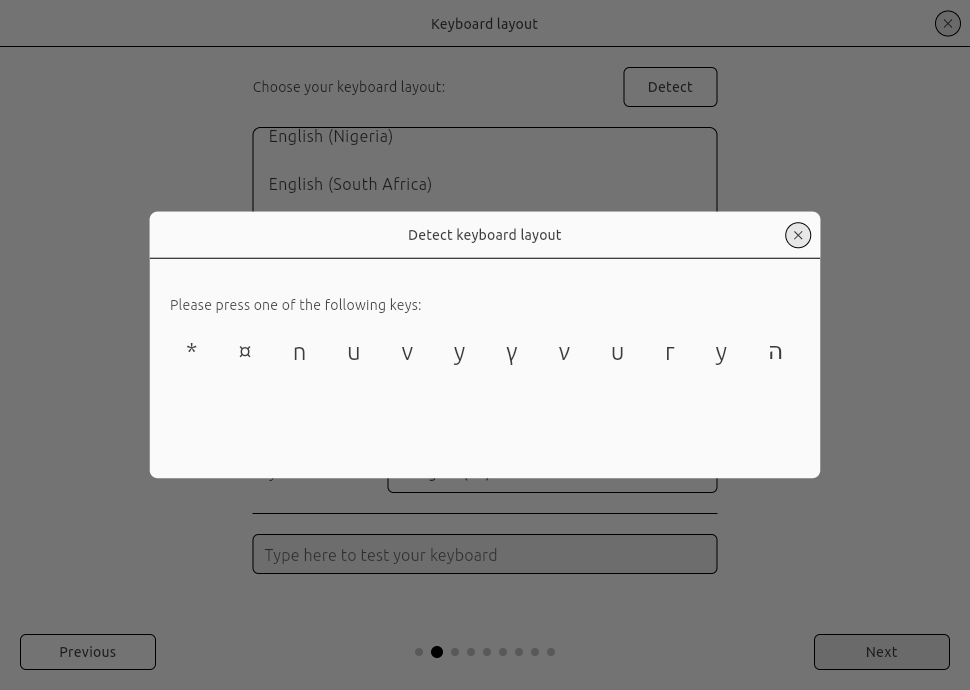 Keyboard layout
Choose your keyboard layout:
Detect
English (Nigeria)
English (South Africa)
Detect keyboard layout
Please press one of the following keys:
* ¤ n u v y γ ν u r y ה
Type here to test your keyboard
Previous
Next